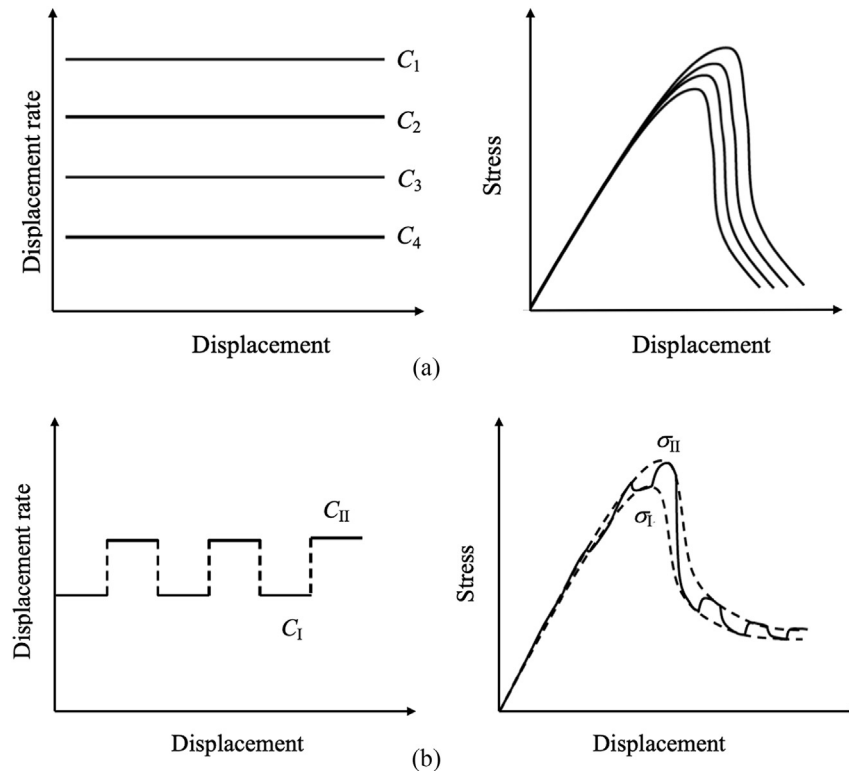 Displacement rate
C1
C2
C3
C4
Displacement
Stress
Displacement
(a)
Displacement rate
CII
CI
Displacement
Stress
σII
σI
Displacement
(b)